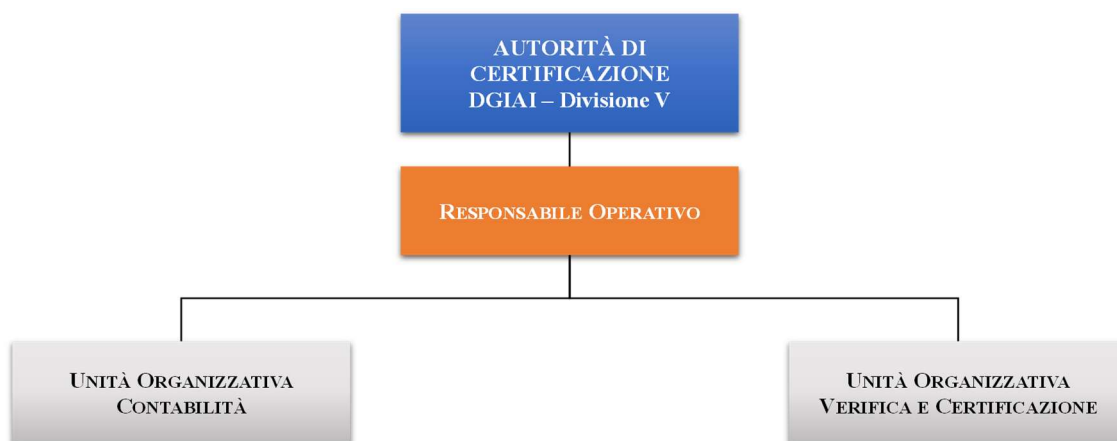 AUTORITÀ DI
CERTIFICAZIONE
DGIAI – Divisione V
RESPONSABILE OPERATIVO
UNITÀ ORGANIZZATIVA
CONTABILITÀ
UNITÀ ORGANIZZATIVA
VERIFICA E CERTIFICAZIONE